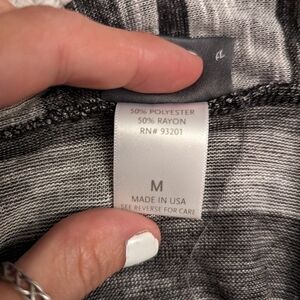 50% POLYESTER
50% RAYON
RN# 93201
M
MADE IN USA
SEE REVERSE FOR CARE